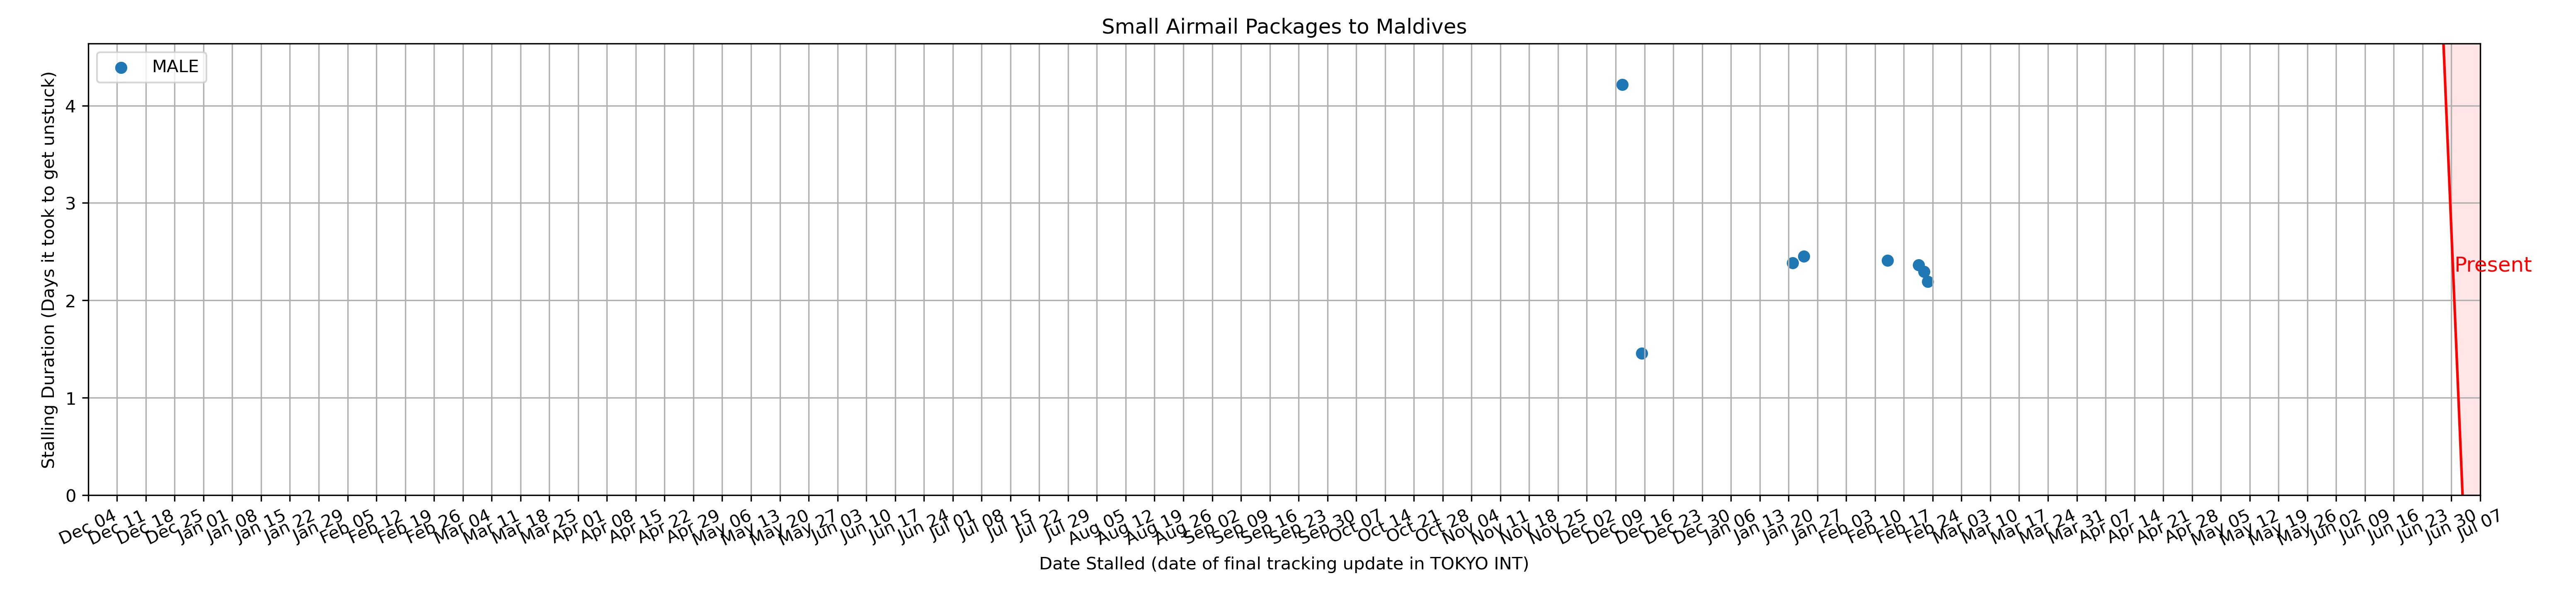 Small Airmail Packages to Maldives
MALE
Stalling Duration (Days it took to get unstuck)
4
3
2
1
0
Present
Dec 04 Dec 11 Dec 18 Dec 25 Jan 01 Jan 08 Jan 15 Jan 22 Jan 29 Feb 05 Feb 12 Feb 19 Feb 26 Mar 04 Mar 11 Mar 18 Mar 25 Apr 01 Apr 08 Apr 15 Apr 22 Apr 29 May 06 May 13 May 20 May 27 Jun 03 Jun 10 Jun 17 Jun 24 Jul 01 Jul 08 Jul 15 Jul 22 Jul 29 Aug 05 Aug 12 Aug 19 Aug 26 Sep 02 Sep 09 Sep 16 Sep 23 Sep 30 Oct 07 Oct 14 Oct 21 Oct 28 Nov 04 Nov 11 Nov 18 Nov 25 Dec 02 Dec 09 Dec 16 Dec 23 Dec 30 Jan 06 Jan 13 Jan 20 Jan 27 Feb 03 Feb 10 Feb 17 Feb 24 Mar 03 Mar 10 Mar 17 Mar 24 Mar 31 Apr 07 Apr 14 Apr 21 Apr 28 May 05 May 12 May 19 May 26 Jun 02 Jun 09 Jun 16 Jun 23 Jun 30 Jul 07
Date Stalled (date of final tracking update in TOKYO INT)